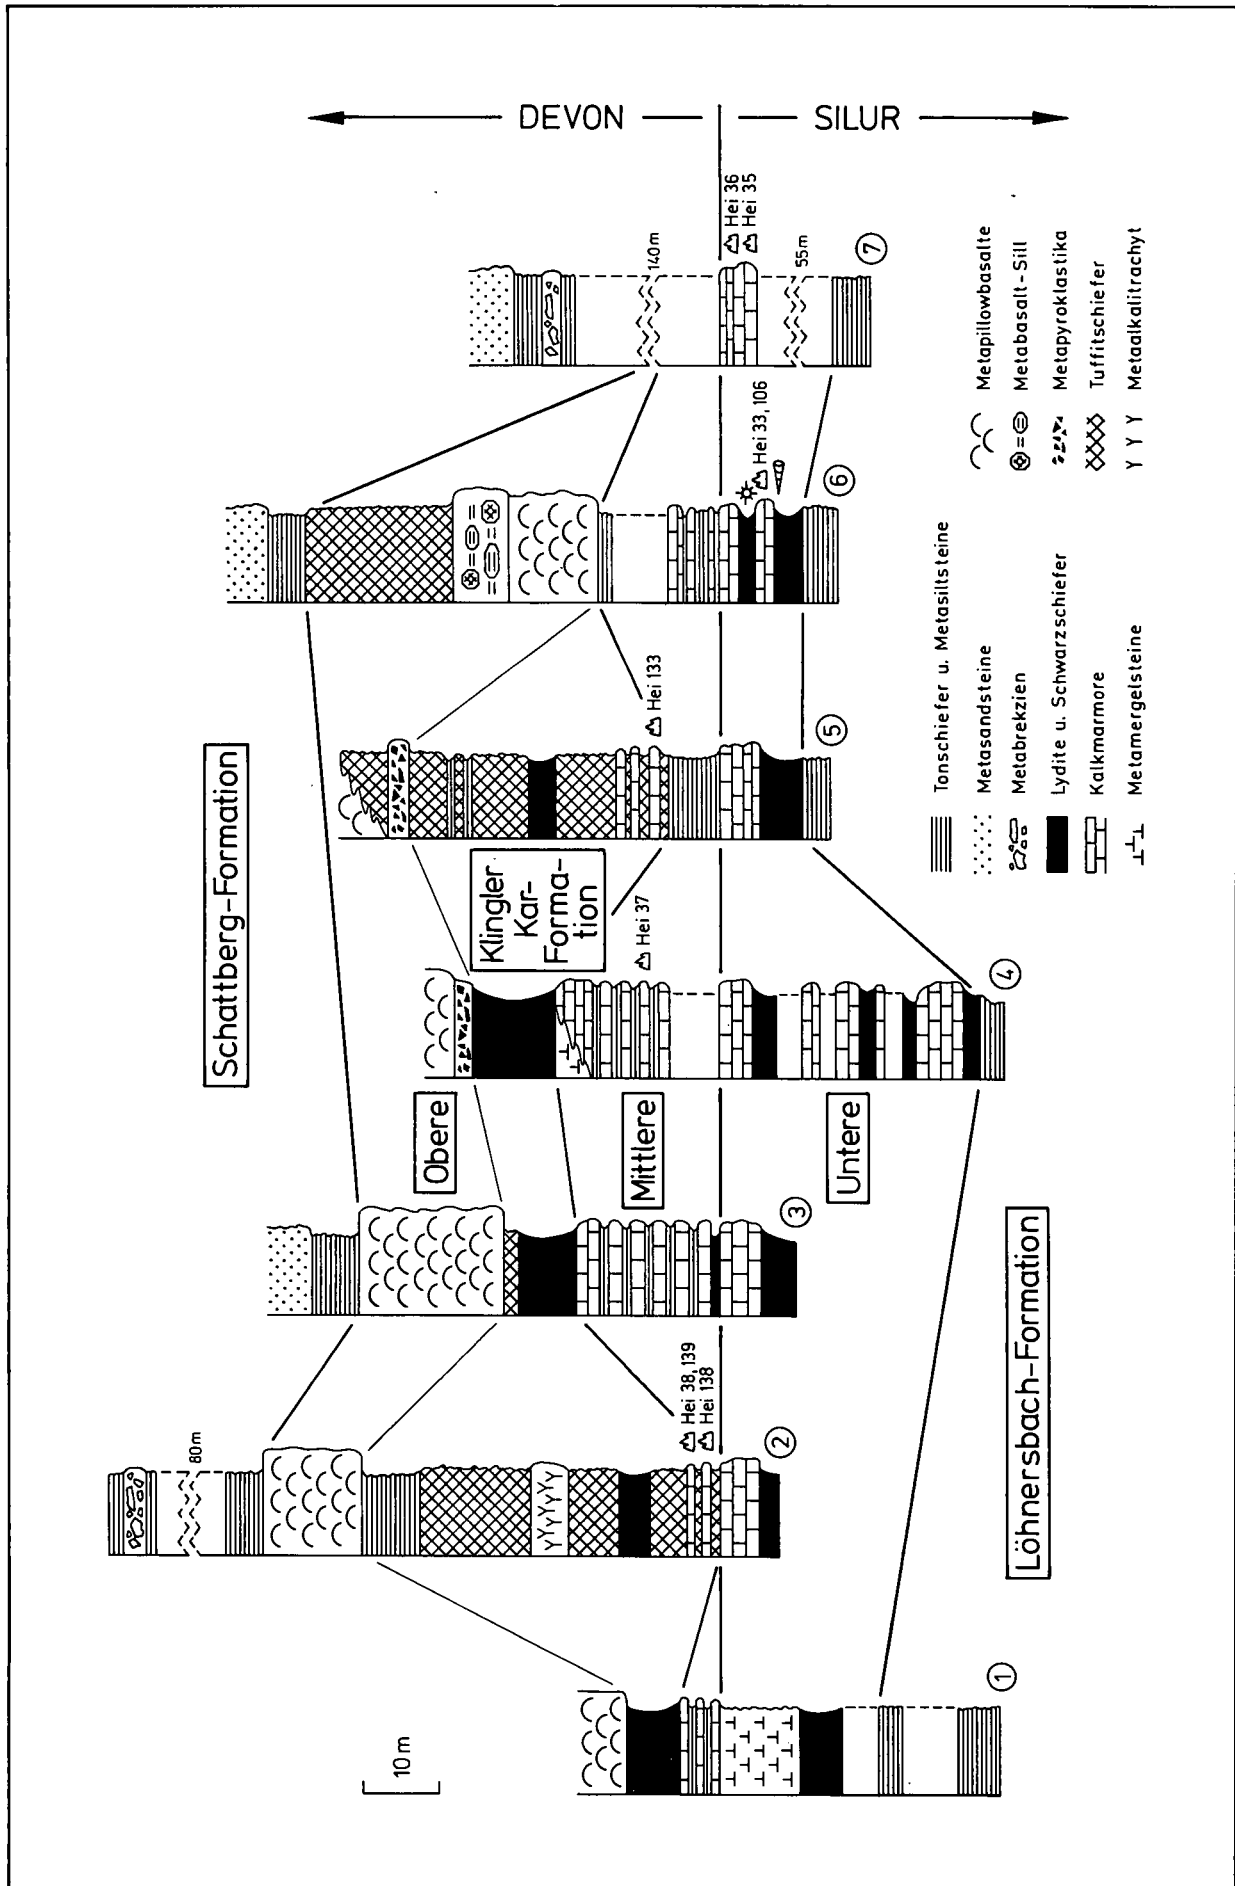 DEVON
SILUR
Hei 36
Hei 35
140m
55m
7
Hei 33, 106
6
Hei 133
5
Schattberg-Formation
Klingler
Kar-
Forma-
tion
Hei 37
4
Obere
Mittlere
Untere
3
Löhnersbach-Formation
Hei 38, 139
Hei 138
80m
2
1
10 m
Tonschiefer u. Metasiltsteine
Metasandsteine
Metabrekzien
Lydite u. Schwarzschiefer
Kalkmarmore
Metamergelsteine
Metapillowbasalte
Metabasalt-Sill
Metapyroklastika
Tuffitschiefer
Metaalkalitrachyt